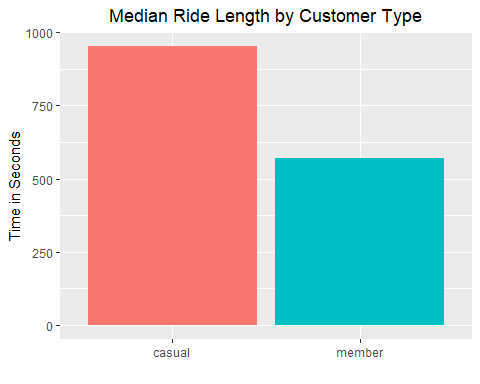 Median Ride Length by Customer Type
Time in Seconds
1000
750
500
250
0
casual
member